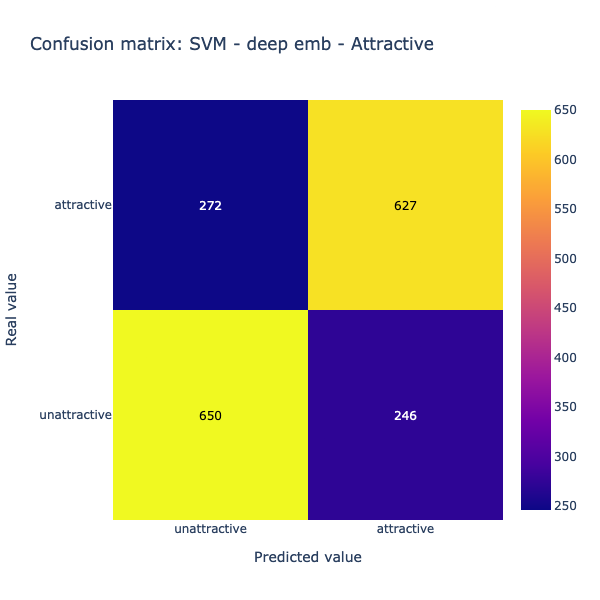 Confusion matrix: SVM - deep emb - Attractive
650
600
550
500
450
400
350
300
250
Real value
attractive
272
627
unattractive
650
246
unattractive
attractive
Predicted value